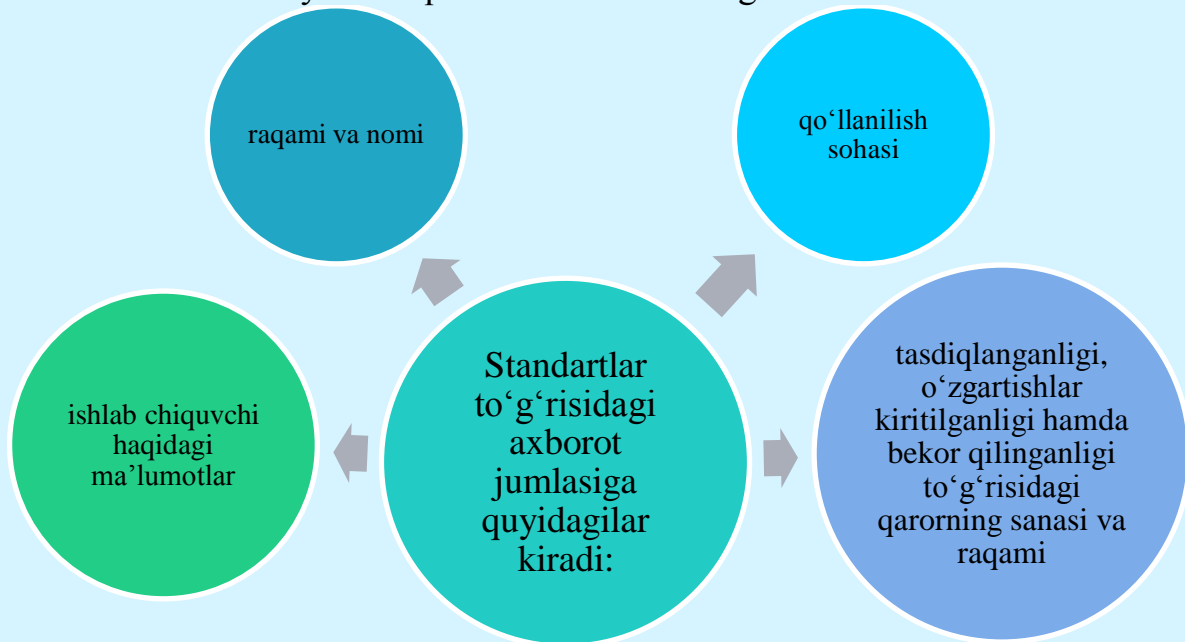 raqami va nomi
qo‘llanilish
sohasi
ishlab chiquvchi
haqidagi
ma’lumotlar
Standartlar
to‘g‘risidagi
axborot
jumlasiga
quyidagilar
kiradi:
tasdiqlanganligi,
o‘zgartishlar
kiritilganligi hamda
bekor qilinganligi
to‘g‘risidagi
qarorning sanasi va
raqami